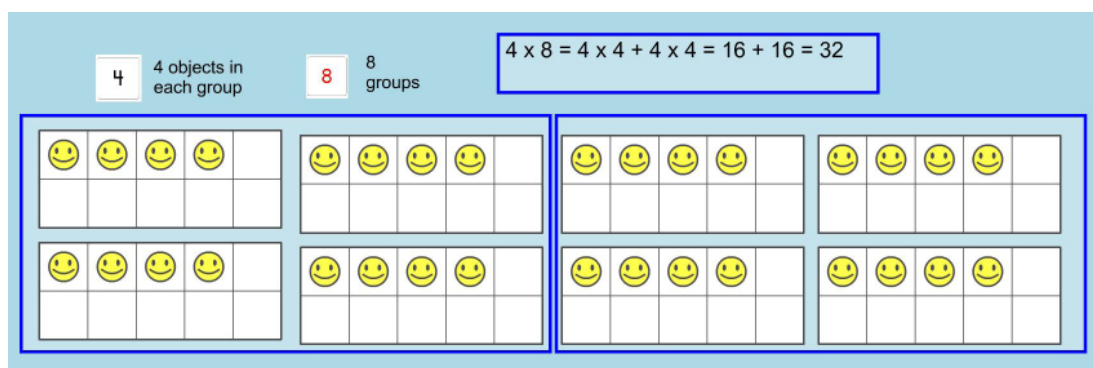 4
4 objects in
each group
8
8
groups
4 x 8 = 4 x 4 + 4 x 4 = 16 + 16 = 32